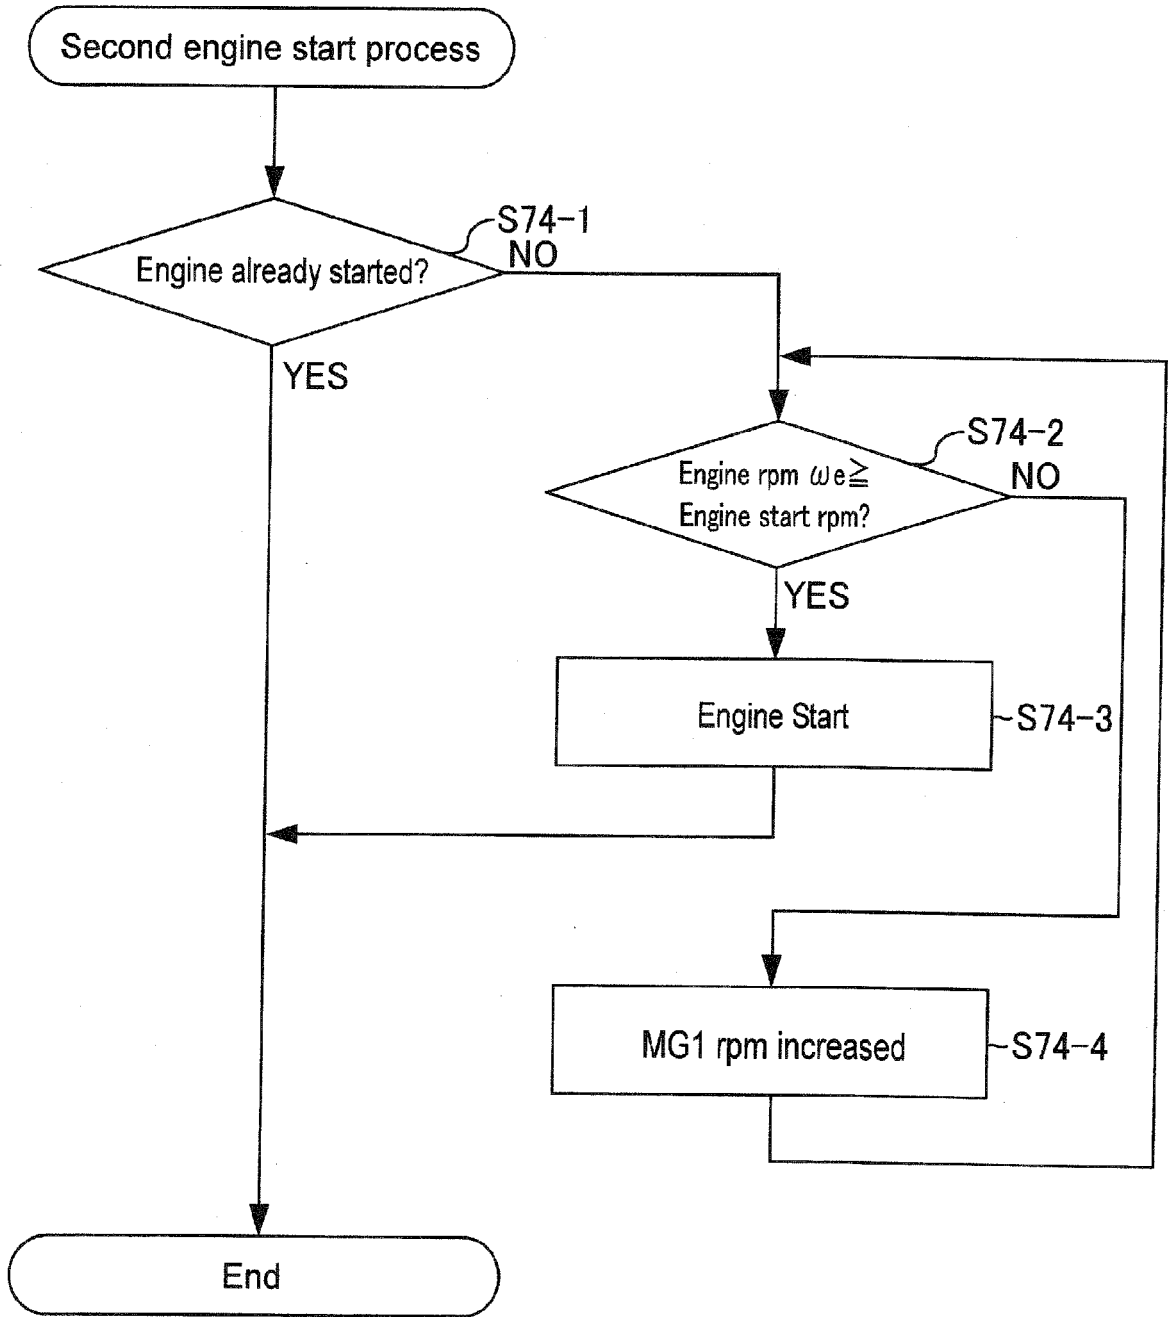 Second engine start process
S74-1
Engine already started?
NO
YES
S74-2
Engine rpm ωe≧
Engine start rpm?
NO
YES
Engine Start
S74-3
MG1 rpm increased
S74-4
End